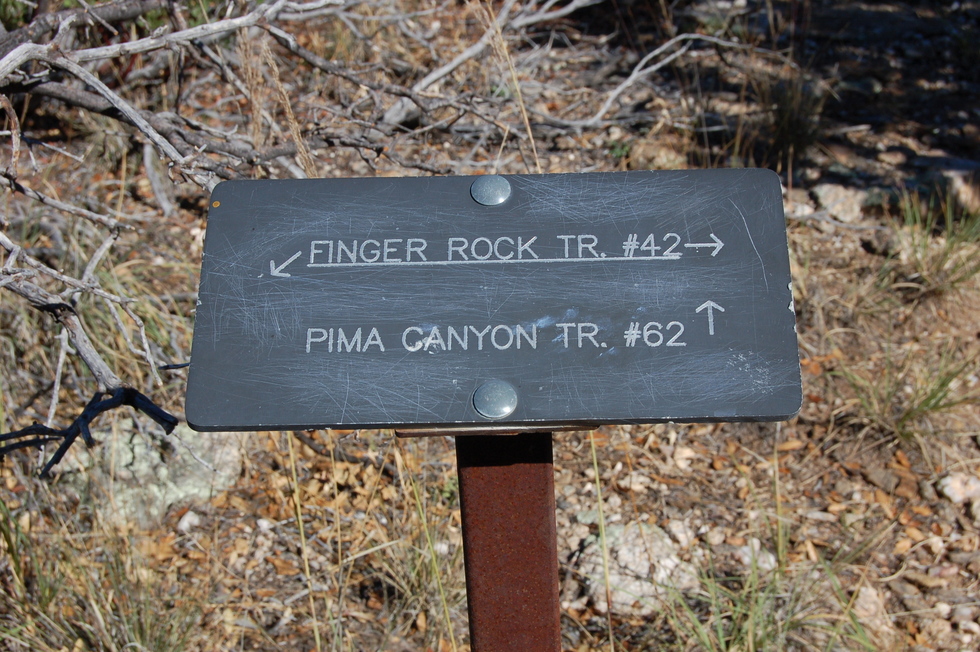 ↙ FINGER ROCK TR. #42 →
PIMA CANYON TR. #62 ↑